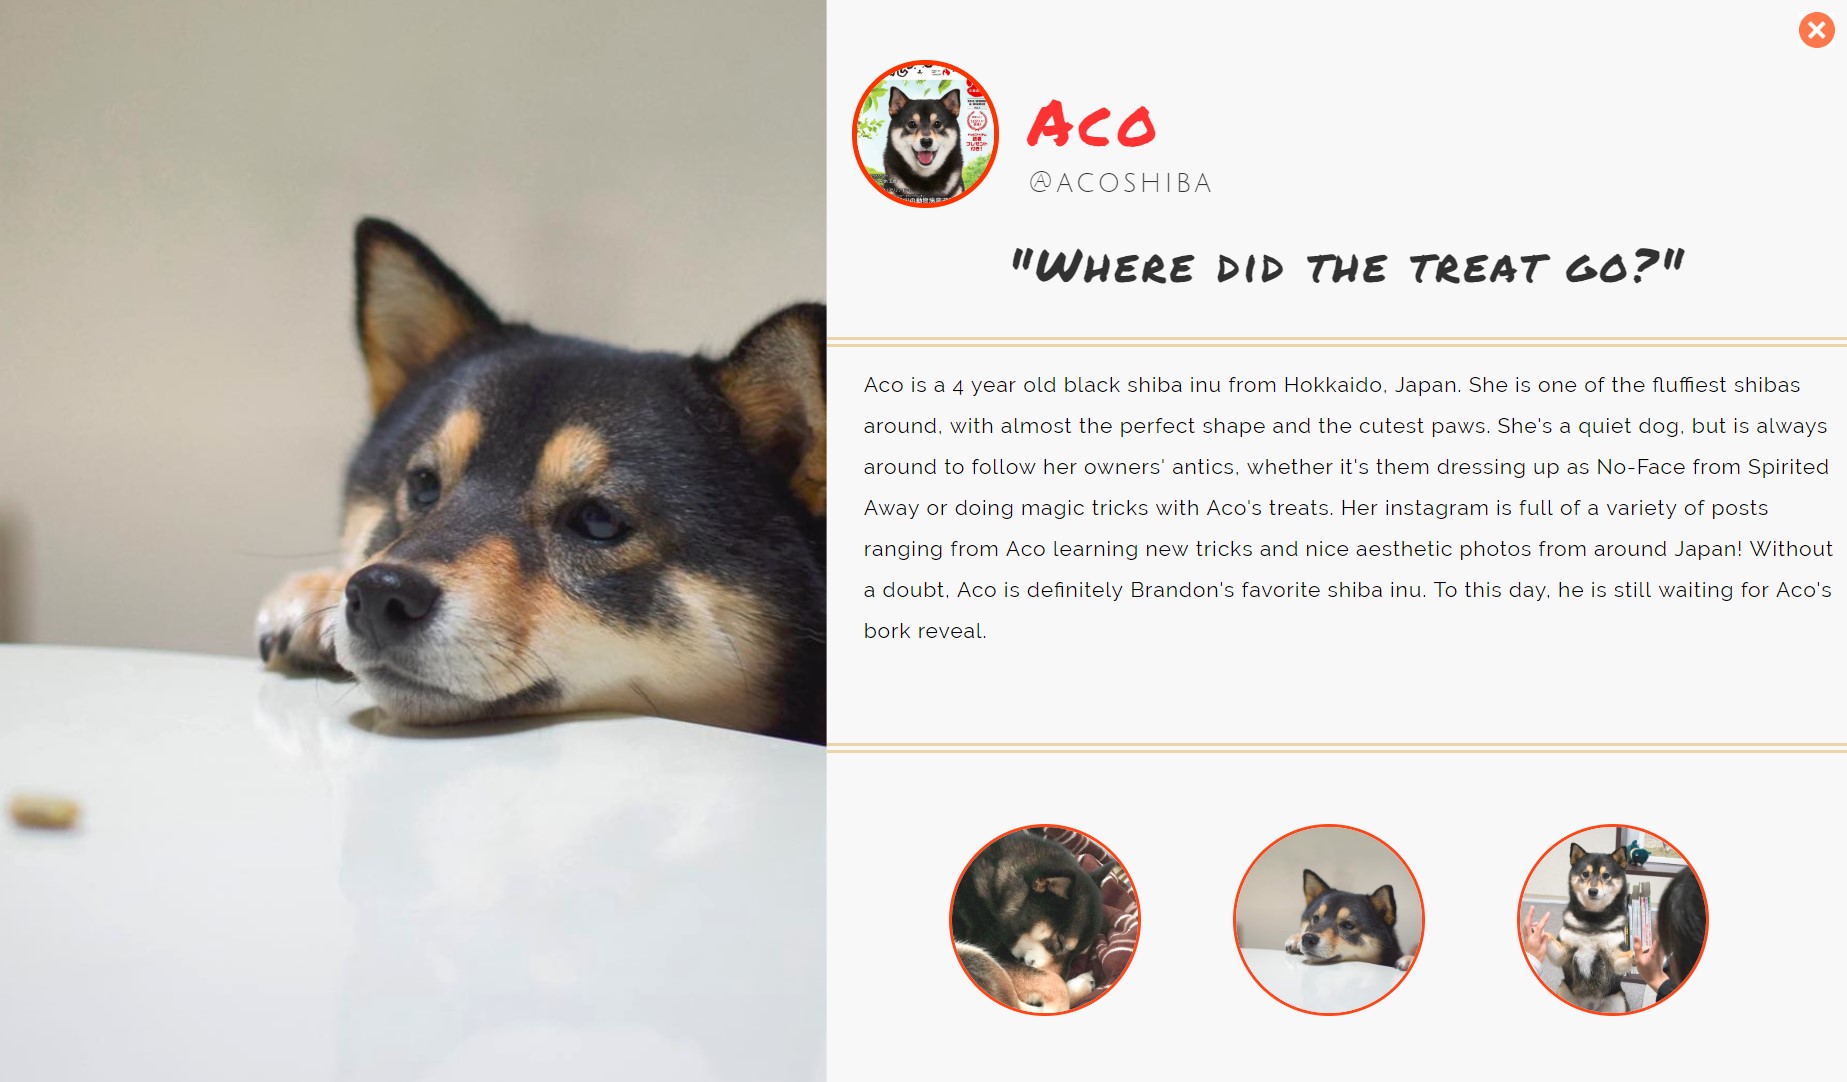 Aco
@ACOSHIBA
"Where did the treat go?"
Aco is a 4 year old black shiba inu from Hokkaido, Japan. She is one of the fluffiest shibas
around, with almost the perfect shape and the cutest paws. She's a quiet dog, but is always
around to follow her owners' antics, whether it's them dressing up as No-Face from Spirited
Away or doing magic tricks with Aco's treats. Her instagram is full of a variety of posts
ranging from Aco learning new tricks and nice aesthetic photos from around Japan! Without
a doubt, Aco is definitely Brandon's favorite shiba inu. To this day, he is still waiting for Aco's
bork reveal.